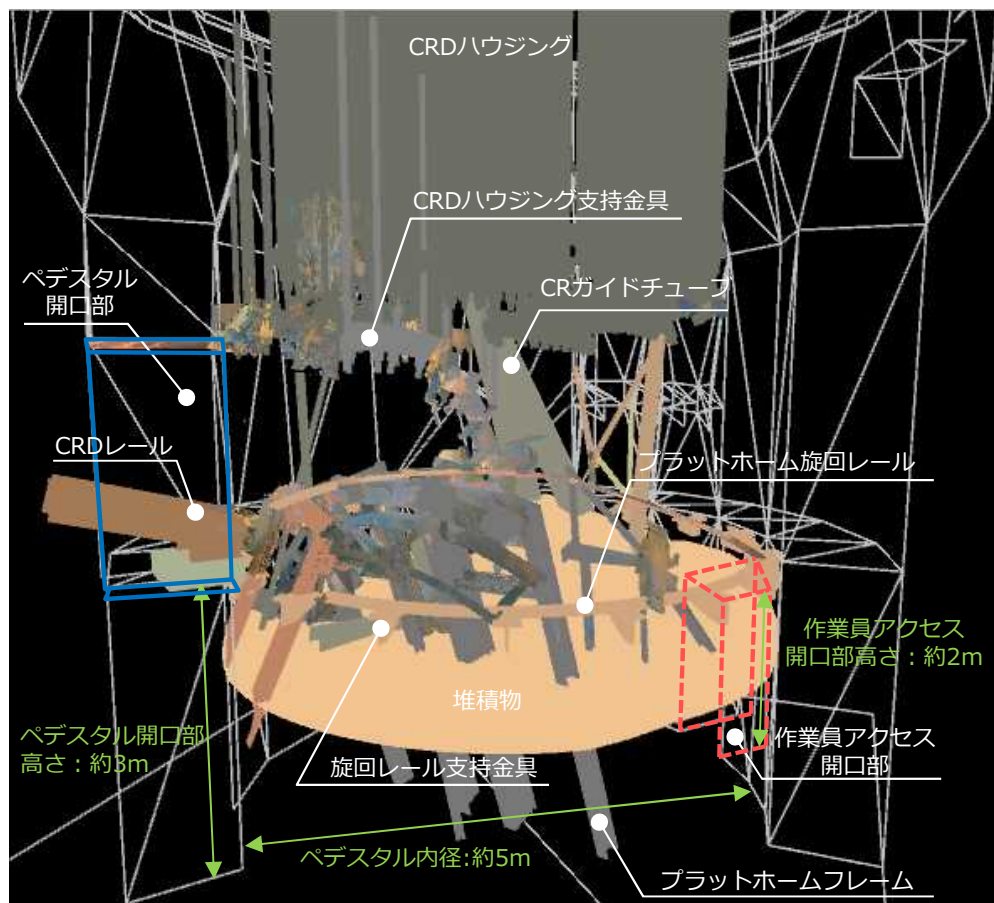 CRDハウジング
CRDハウジング支持金具
ペデスタル
開口部
CRガイドチューブ
CRDレール
プラットホーム旋回レール
作業員アクセス
開口部高さ：約2m
堆積物
ペデスタル開口部
高さ：約3m
旋回レール支持金具
作業員アクセス
開口部
ペデスタル内径:約5m
プラットホームフレーム